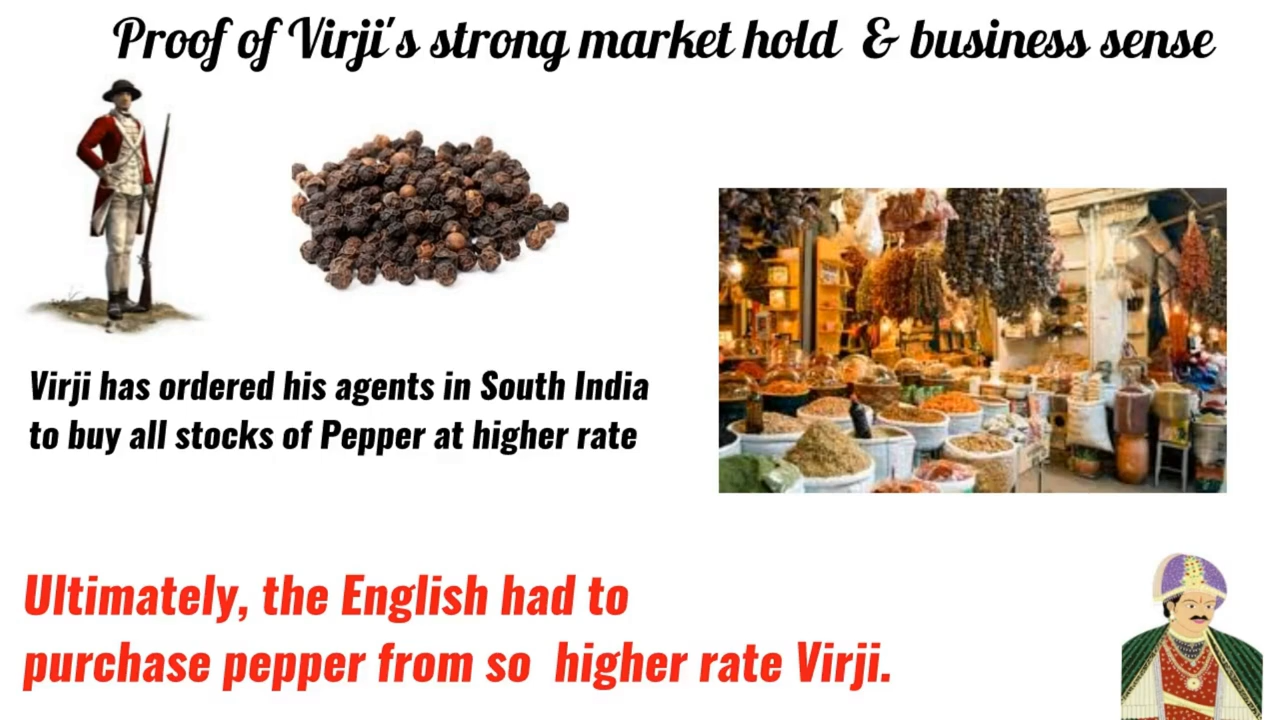 Proof of Virji's strong market hold & business sense
Virji has ordered his agents in South India
to buy all stocks of Pepper at higher rate
Ultimately, the English had to
purchase pepper from so higher rate Virji.